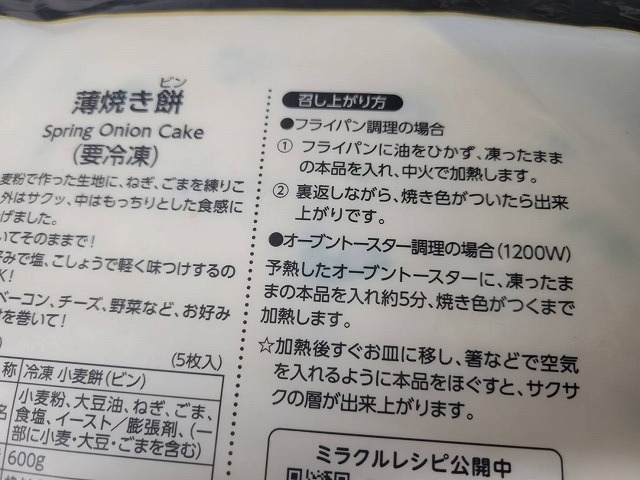 ビン
薄焼き餅
Spring Onion Cake
(要冷凍)
麦粉で作った生地に、ねぎ、ごまを練りこ
外はサクッ、中はもっちりとした食感に
げました。
いてそのままで!
好みで塩、こしょうで軽く味つけするの
K!
ベーコン、チーズ、野菜など、お好み
を巻いて!
(5枚入)
称 冷凍 小麦餅(ビン)
名 小麦粉、大豆油、ねぎ、ごま、
食塩、イースト/膨張剤、(一
部に小麦・大豆・ごまを含む)
600g
召し上がり方
●フライパン調理の場合
① フライパンに油をひかず、凍ったまま
の本品を入れ、中火で加熱します。
② 裏返しながら、焼き色がついたら出来
上がりです。
●オーブントースター調理の場合(1200W)
予熱したオーブントースターに、凍ったま
まの本品を入れ約5分、焼き色がつくまで
加熱します。
☆加熱後すぐお皿に移し、箸などで空気
を入れるように本品をほぐすと、サクサ
クの層が出来上がります。
ミラクルレシピ公開中